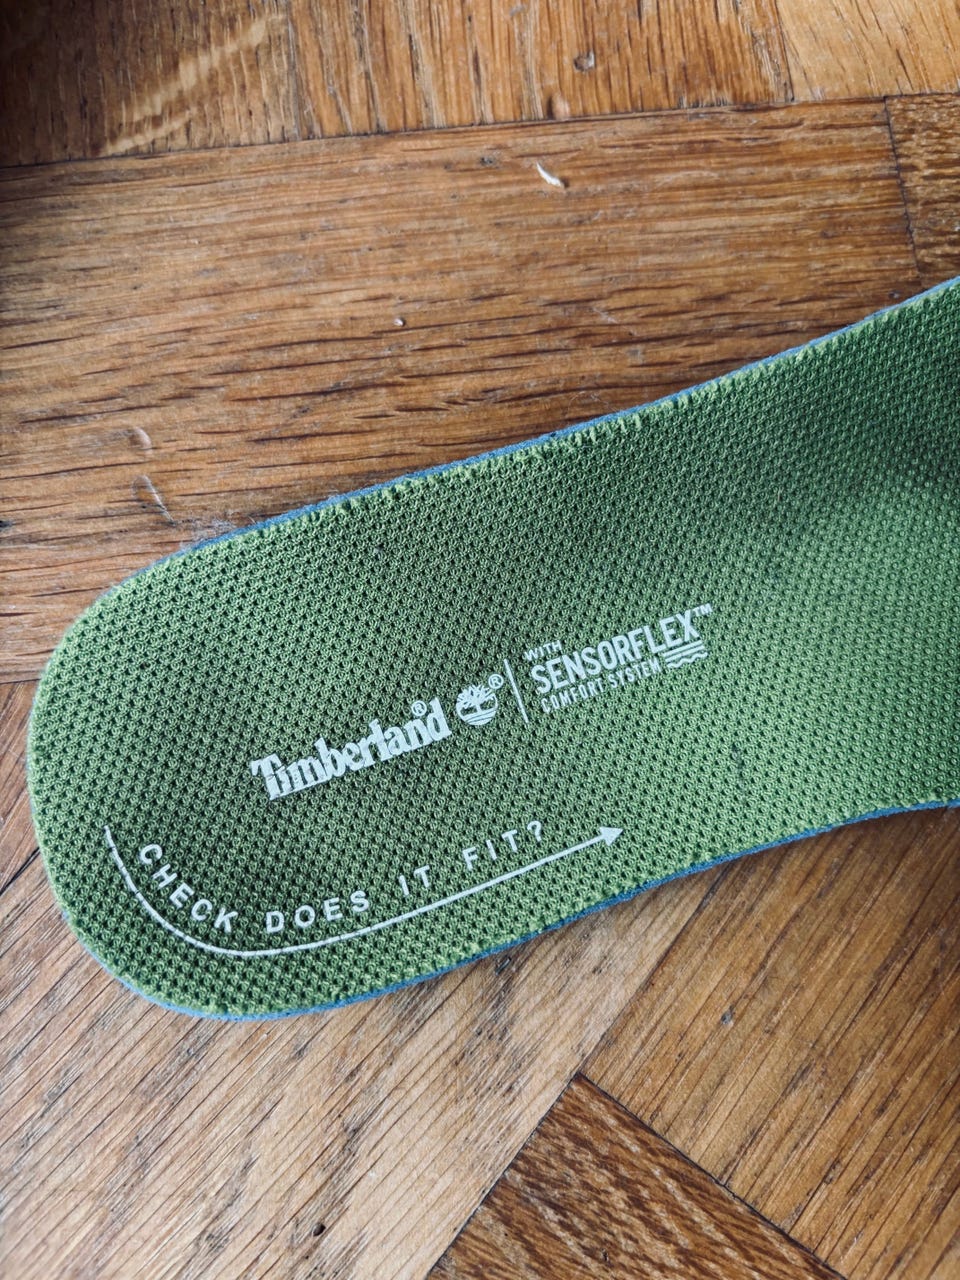 Timberland® ®
WITH
SENSORFLEX™
COMFORT SYSTEM
CHECK DOES IT FIT?